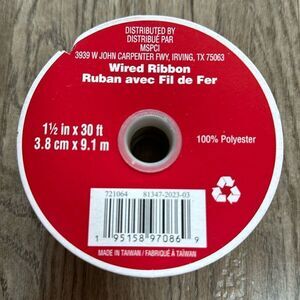 DISTRIBUTED BY
DISTRIBUÉ PAR
MSPCI
3939 W JOHN CARPENTER FWY, IRVING, TX 75063
Wired Ribbon
Ruban avec Fil de Fer
1½ in x 30 ft
3.8 cm x 9.1 m
100% Polyester
721064 81347-2023-03
1 95158 97086 9
MADE IN TAIWAN / FABRIQUÉ À TAÏWAN